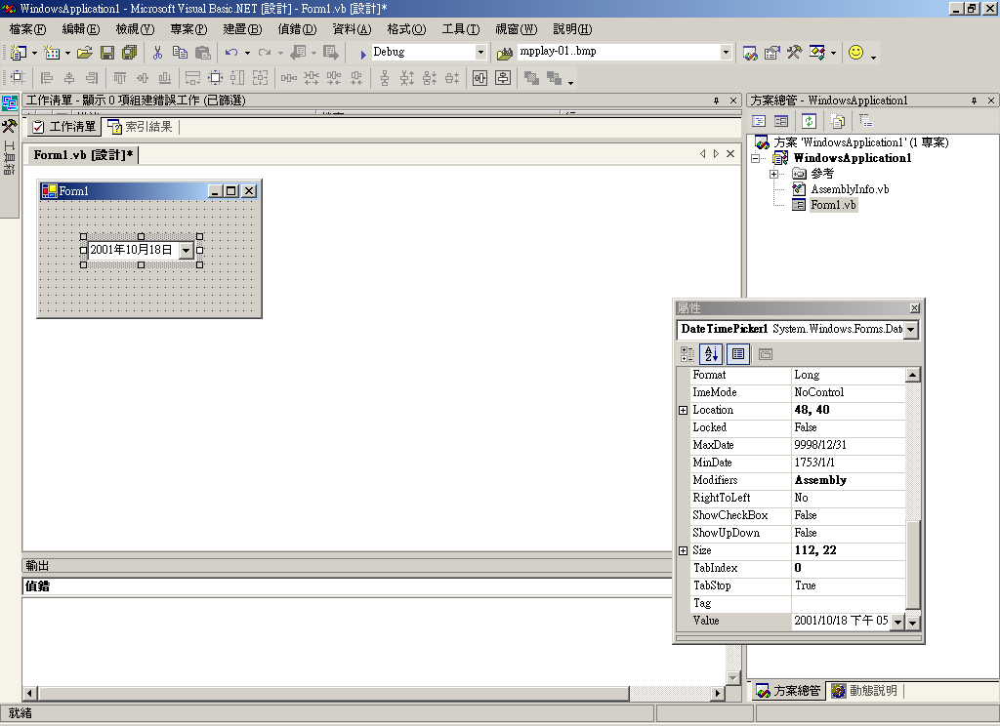 WindowsApplication1 - Microsoft Visual Basic.NET [設計] - Form1.vb [設計]*
檔案(F) 編輯(E) 檢視(V) 專案(P) 建置(B) 偵錯(D) 資料(A) 格式(O) 工具(T) 視窗(W) 說明(H)
Debug mpplay-01..bmp
工具箱
工作清單 - 顯示 0 項組建錯誤工作 (已篩選)
工作清單 索引結果
Form1.vb [設計]*
Form1
2001年10月18日
方案總管 - WindowsApplication1
方案 'WindowsApplication1' (1 專案)
WindowsApplication1
參考
AssemblyInfo.vb
Form1.vb
屬性
DateTimePicker1 System.Windows.Forms.Dat
Format Long
ImeMode NoControl
Location 48, 40
Locked False
MaxDate 9998/12/31
MinDate 1753/1/1
Modifiers Assembly
RightToLeft No
ShowCheckBox False
ShowUpDown False
Size 112, 22
TabIndex 0
TabStop True
Tag
Value 2001/10/18 下午 05
輸出
偵錯
方案總管 動態說明
就緒